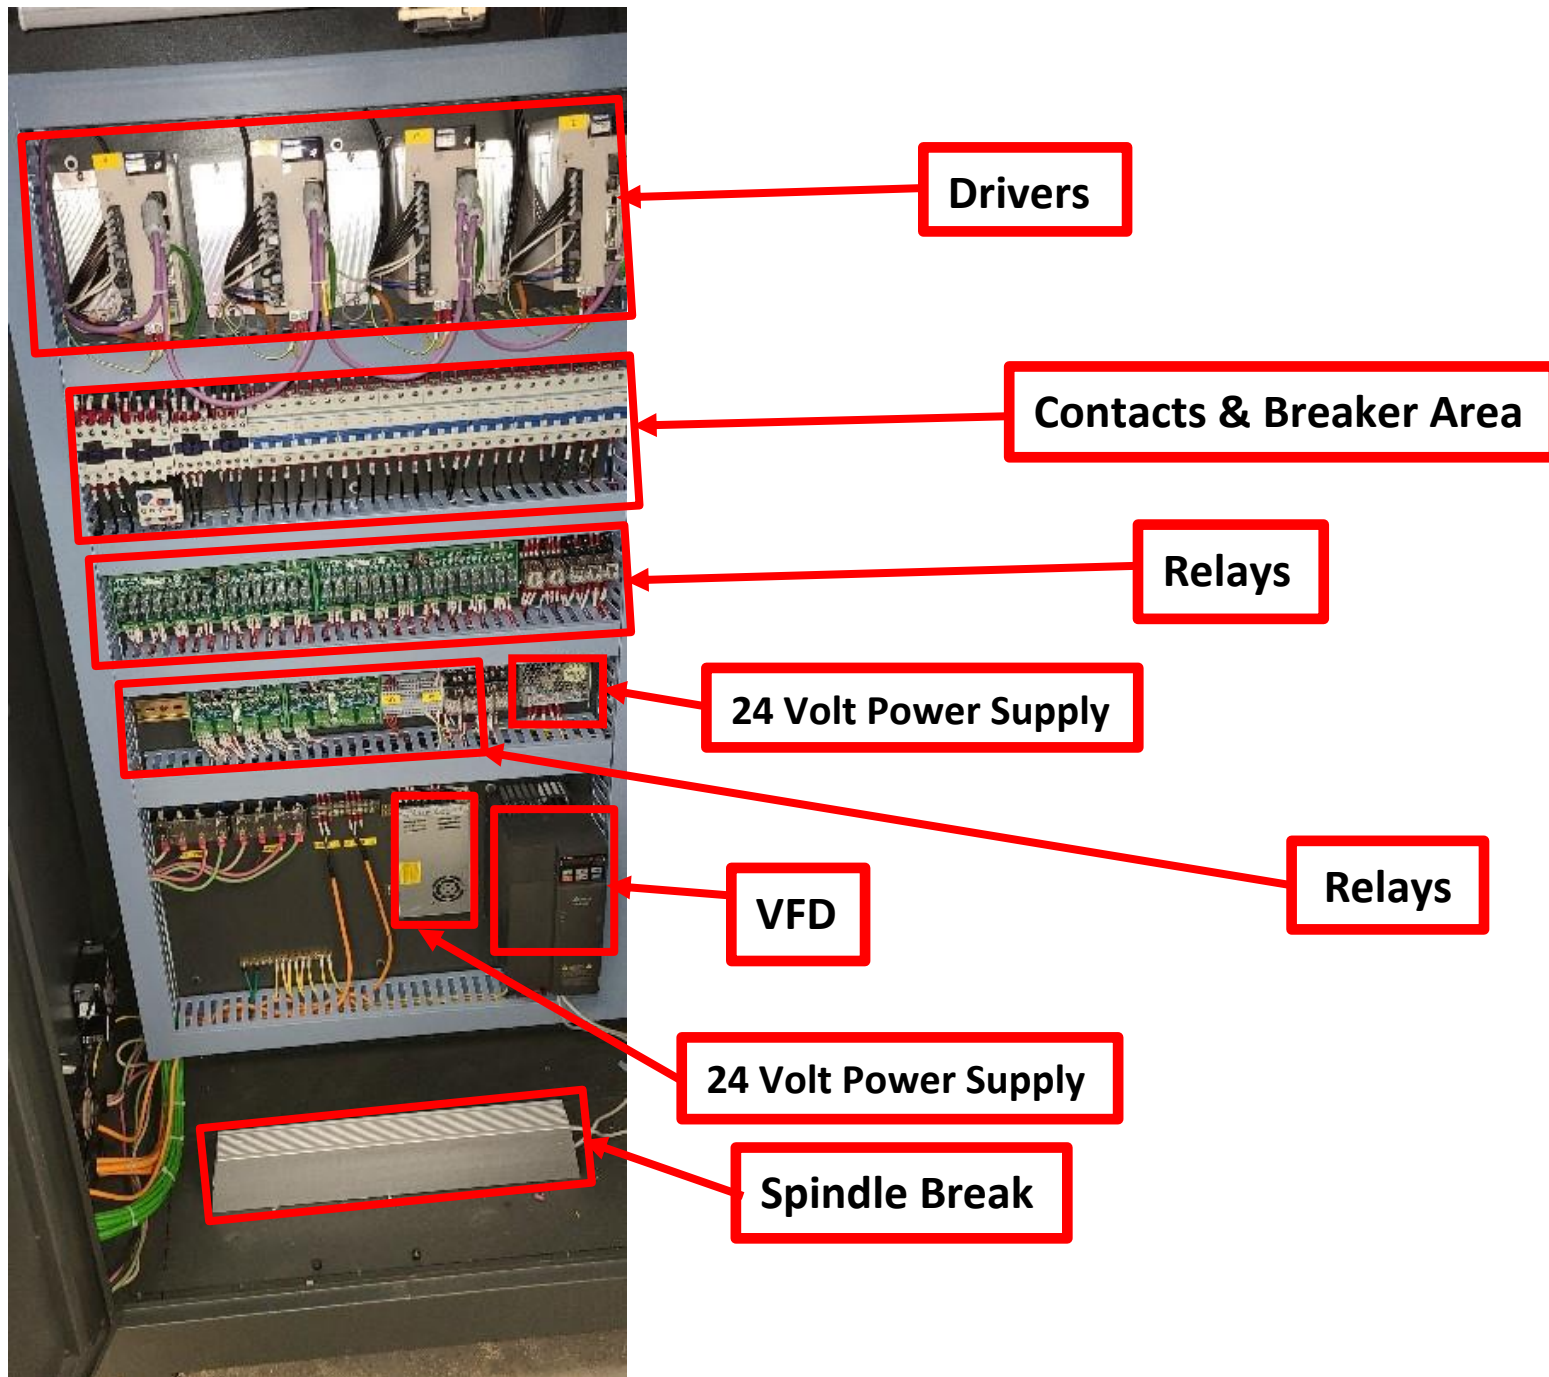 Drivers
Contacts & Breaker Area
Relays
24 Volt Power Supply
Relays
VFD
24 Volt Power Supply
Spindle Break